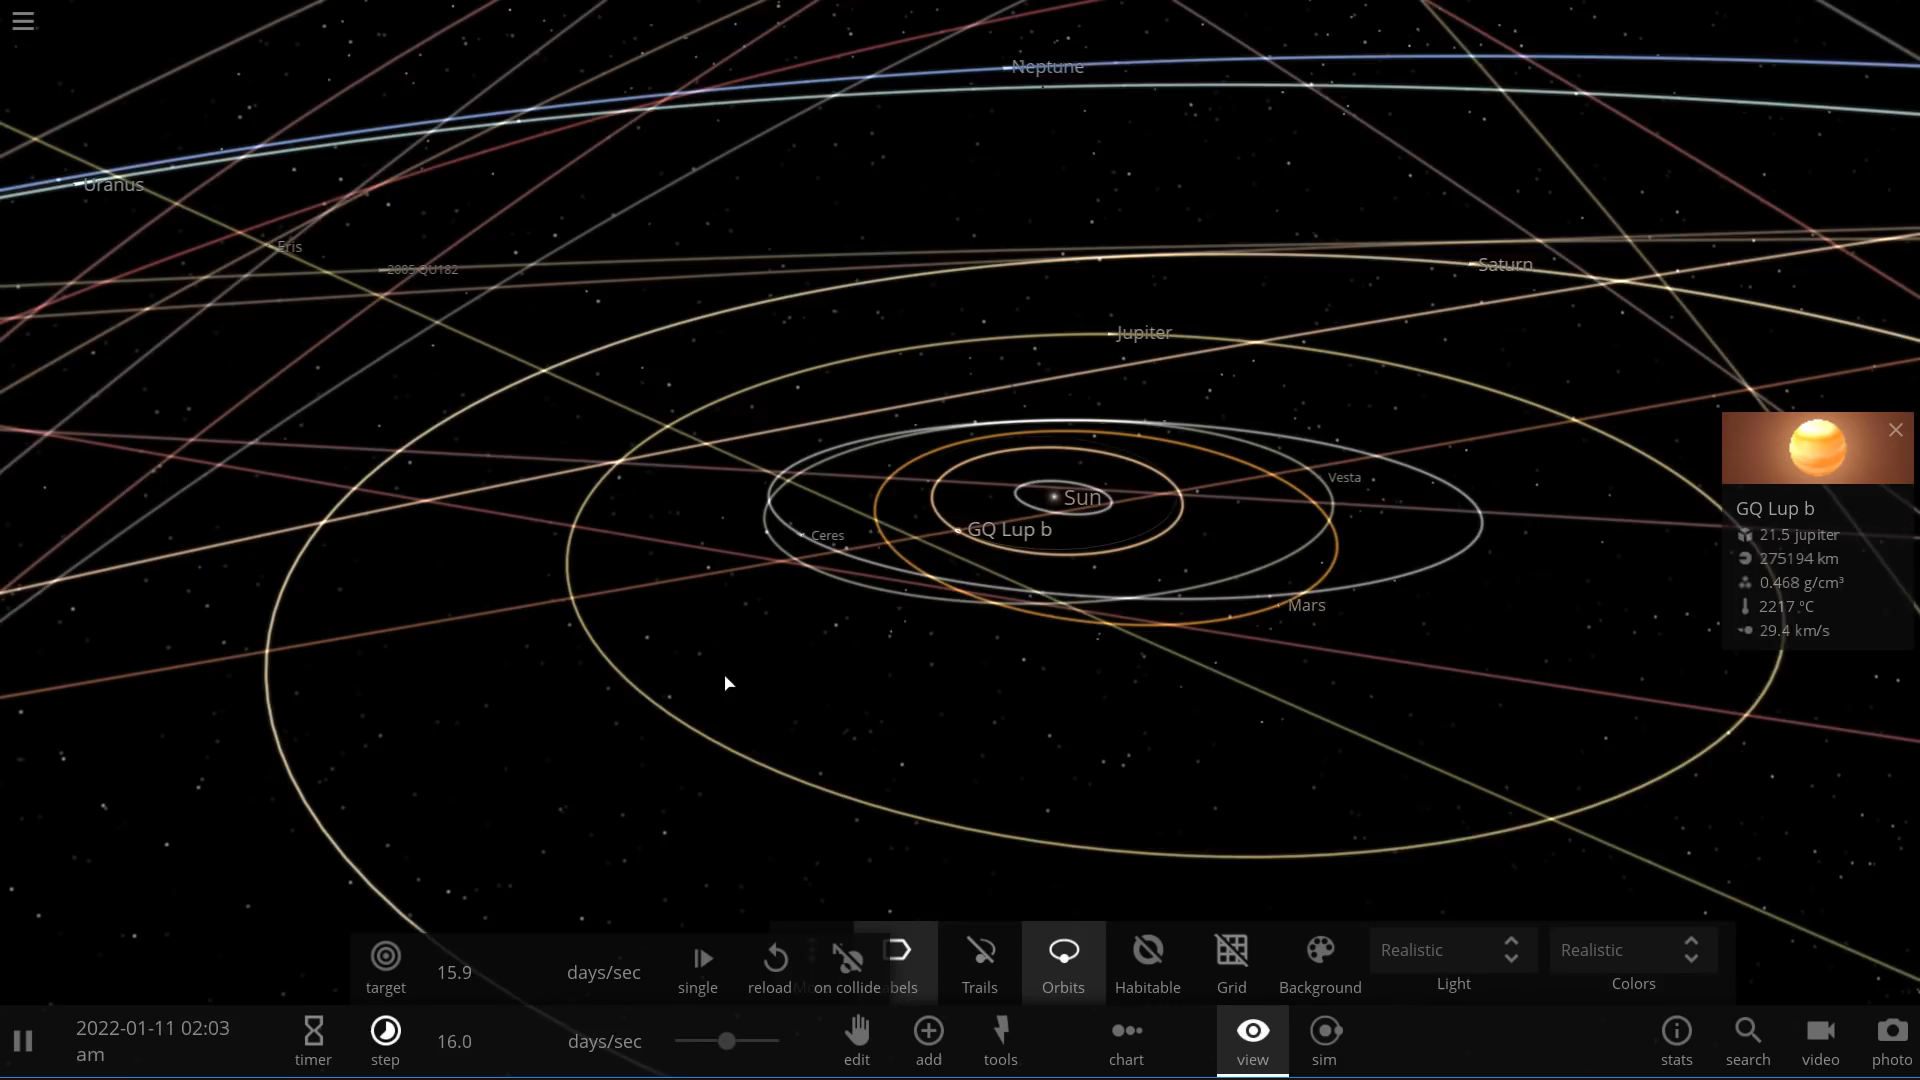 Neptune
Uranus
Eris
2005 QU182
Saturn
Jupiter
Vesta
Sun
GQ Lup b
Ceres
Mars
GQ Lup b
21.5 jupiter
275194 km
0.468 g/cm³
2217 °C
29.4 km/s
target
15.9
days/sec
single
reload
on collide
bels
Trails
Orbits
Habitable
Grid
Background
Realistic
Light
Realistic
Colors
2022-01-11 02:03
am
timer
step
16.0
days/sec
edit
add
tools
chart
view
sim
stats
search
video
photo